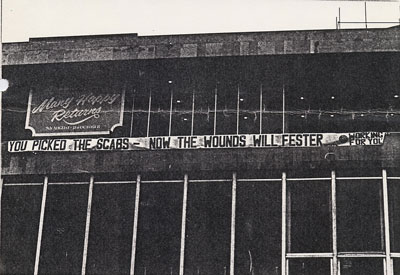 Many Happy
Returns
YOU PICKED THE SCABS - NOW THE WOUNDS WILL FESTER
WORKING
FOR YOU